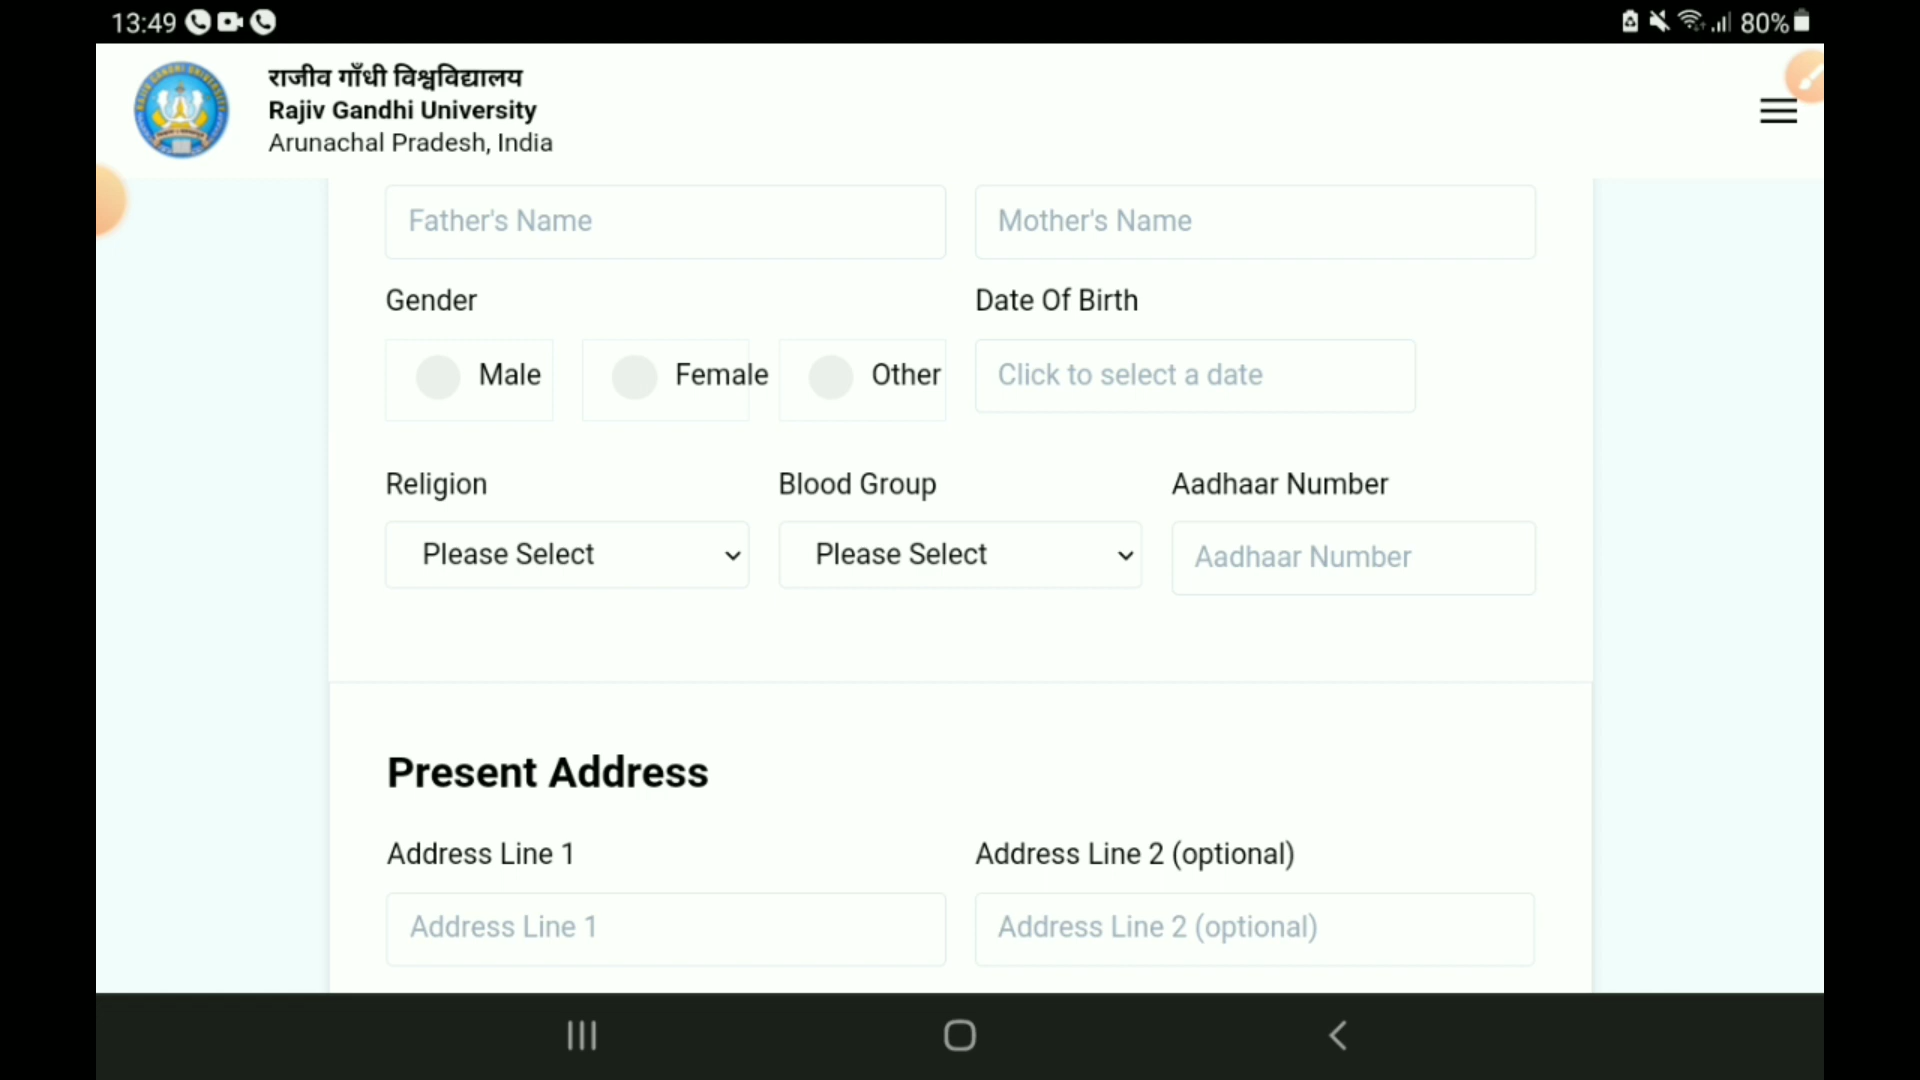 13:49
80%
राजीव गाँधी विश्वविद्यालय
Rajiv Gandhi University
Arunachal Pradesh, India
Father's Name
Mother's Name
Gender
Date Of Birth
Male
Female
Other
Click to select a date
Religion
Blood Group
Aadhaar Number
Please Select
Please Select
Aadhaar Number
Present Address
Address Line 1
Address Line 2 (optional)
Address Line 1
Address Line 2 (optional)